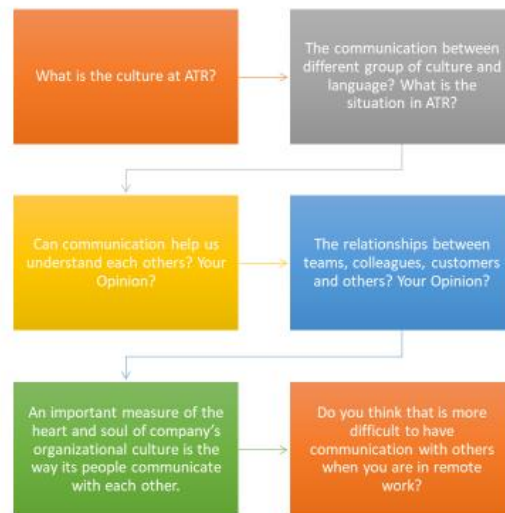 What is the culture at ATR?
The communication between
different group of culture and
language? What is the
situation in ATR?
Can communication help us
understand each others? Your
Opinion?
The relationships between
teams, colleagues, customers
and others? Your Opinion?
An important measure of the
heart and soul of company's
organizational culture is the
way its people communicate
with each other.
Do you think that is more
difficult to have
communication with others
when you are in remote
work?